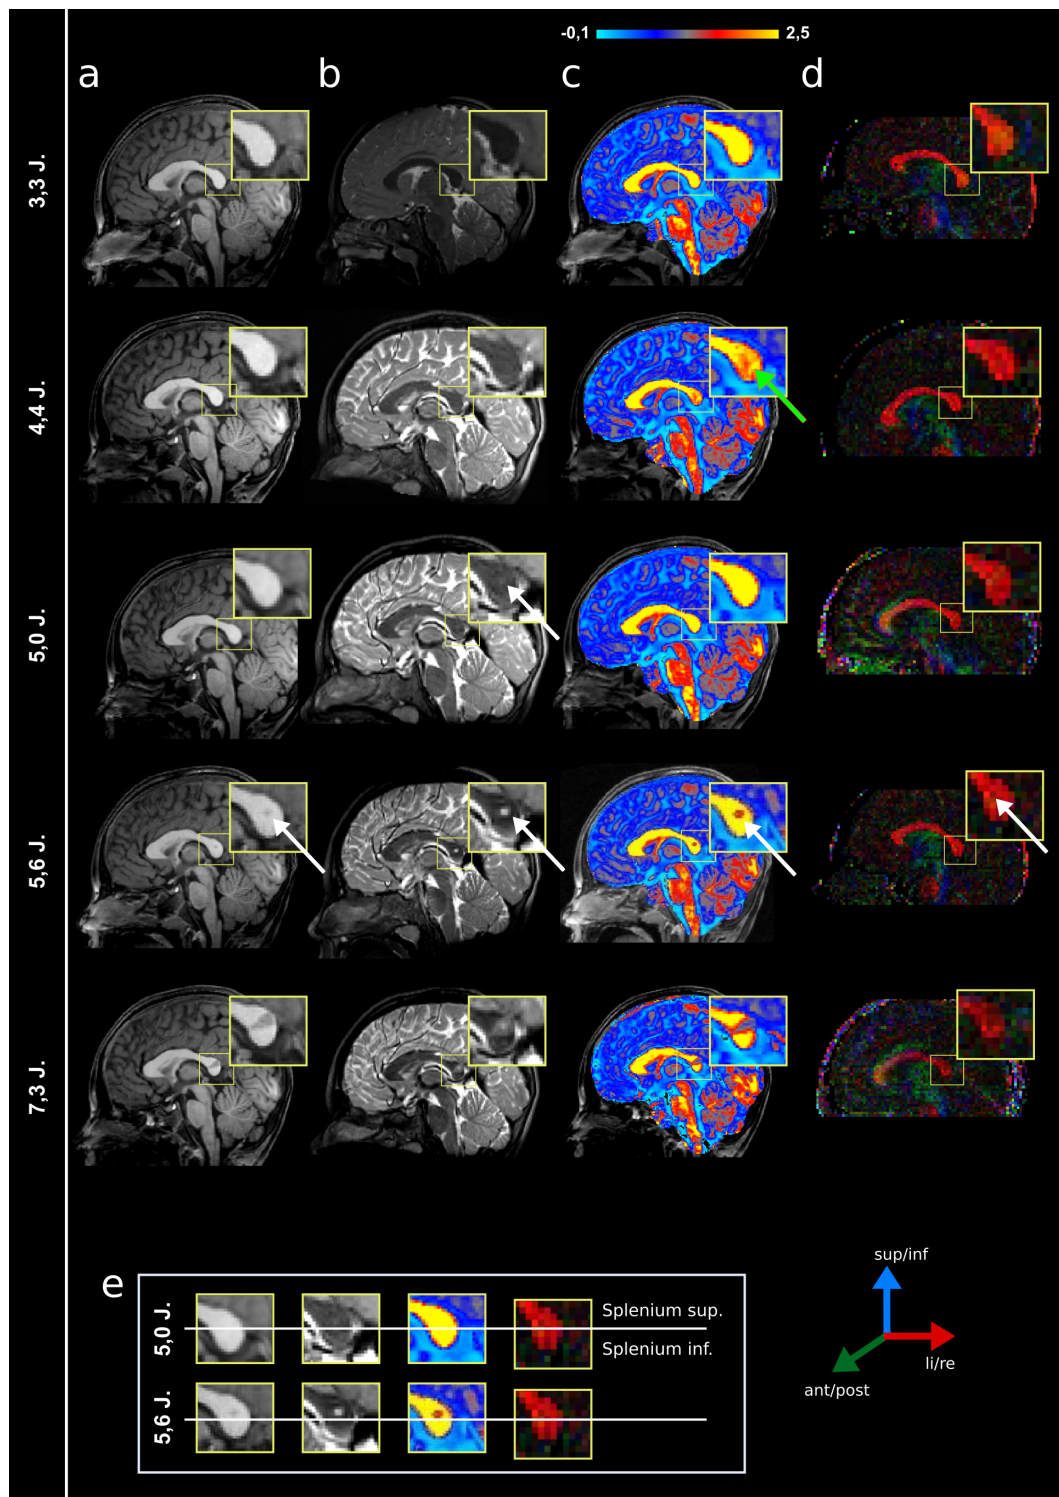 -0,1 2,5
a b c d
3,3 J.
4,4 J.
5,0 J.
5,6 J.
7,3 J.
e
5,0 J.
Splenium sup.
Splenium inf.
5,6 J.
sup/inf
li/re
ant/post